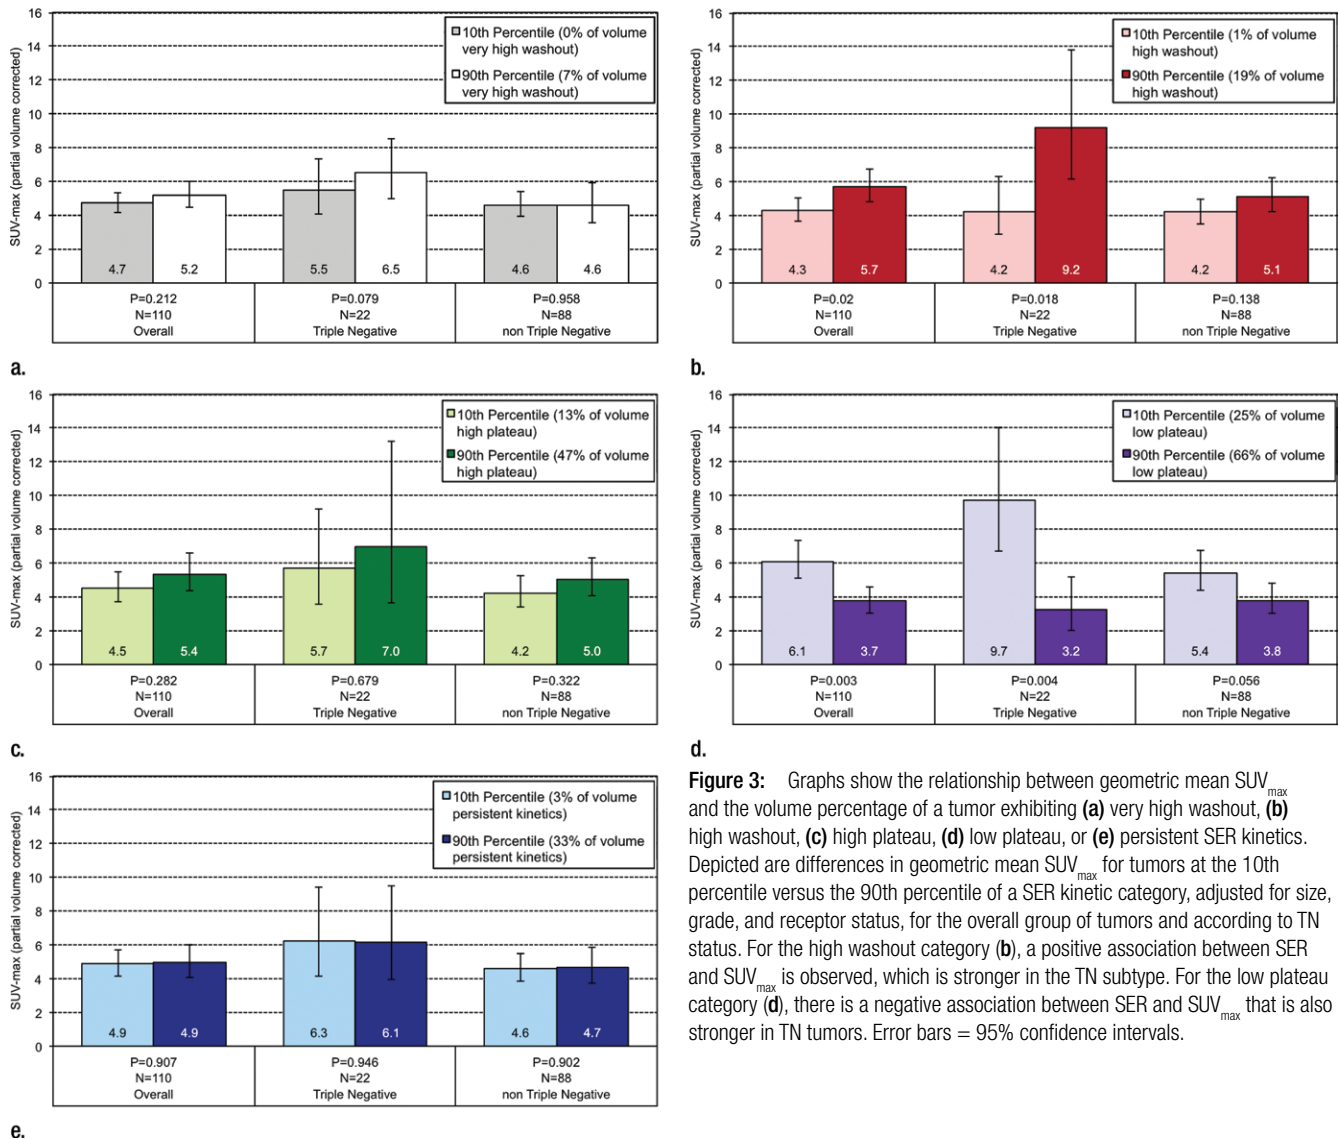 SUV-max (partial volume corrected)
16
14
12
10
8
6
4
2
0
10th Percentile (0% of volume
very high washout)
90th Percentile (7% of volume
very high washout)
4.7
5.2
5.5
6.5
4.6
4.6
P=0.212
N=110
Overall
P=0.079
N=22
Triple Negative
P=0.958
N=88
non Triple Negative
a.
SUV-max (partial volume corrected)
16
14
12
10
8
6
4
2
0
10th Percentile (1% of volume
high washout)
90th Percentile (19% of volume
high washout)
4.3
5.7
4.2
9.2
4.2
5.1
P=0.02
N=110
Overall
P=0.018
N=22
Triple Negative
P=0.138
N=88
non Triple Negative
b.
SUV-max (partial volume corrected)
16
14
12
10
8
6
4
2
0
10th Percentile (13% of volume
high plateau)
90th Percentile (47% of volume
high plateau)
4.5
5.4
5.7
7.0
4.2
5.0
P=0.282
N=110
Overall
P=0.679
N=22
Triple Negative
P=0.322
N=88
non Triple Negative
c.
SUV-max (partial volume corrected)
16
14
12
10
8
6
4
2
0
10th Percentile (25% of volume
low plateau)
90th Percentile (66% of volume
low plateau)
6.1
3.7
9.7
3.2
5.4
3.8
P=0.003
N=110
Overall
P=0.004
N=22
Triple Negative
P=0.056
N=88
non Triple Negative
d.
SUV-max (partial volume corrected)
16
14
12
10
8
6
4
2
0
10th Percentile (3% of volume
persistent kinetics)
90th Percentile (33% of volume
persistent kinetics)
4.9
4.9
6.3
6.1
4.6
4.7
P=0.907
N=110
Overall
P=0.946
N=22
Triple Negative
P=0.902
N=88
non Triple Negative
e.
Figure 3: Graphs show the relationship between geometric mean SUVmax
and the volume percentage of a tumor exhibiting (a) very high washout, (b)
high washout, (c) high plateau, (d) low plateau, or (e) persistent SER kinetics.
Depicted are differences in geometric mean SUVmax for tumors at the 10th
percentile versus the 90th percentile of a SER kinetic category, adjusted for size,
grade, and receptor status, for the overall group of tumors and according to TN
status. For the high washout category (b), a positive association between SER
and SUVmax is observed, which is stronger in the TN subtype. For the low plateau
category (d), there is a negative association between SER and SUVmax that is also
stronger in TN tumors. Error bars = 95% confidence intervals.